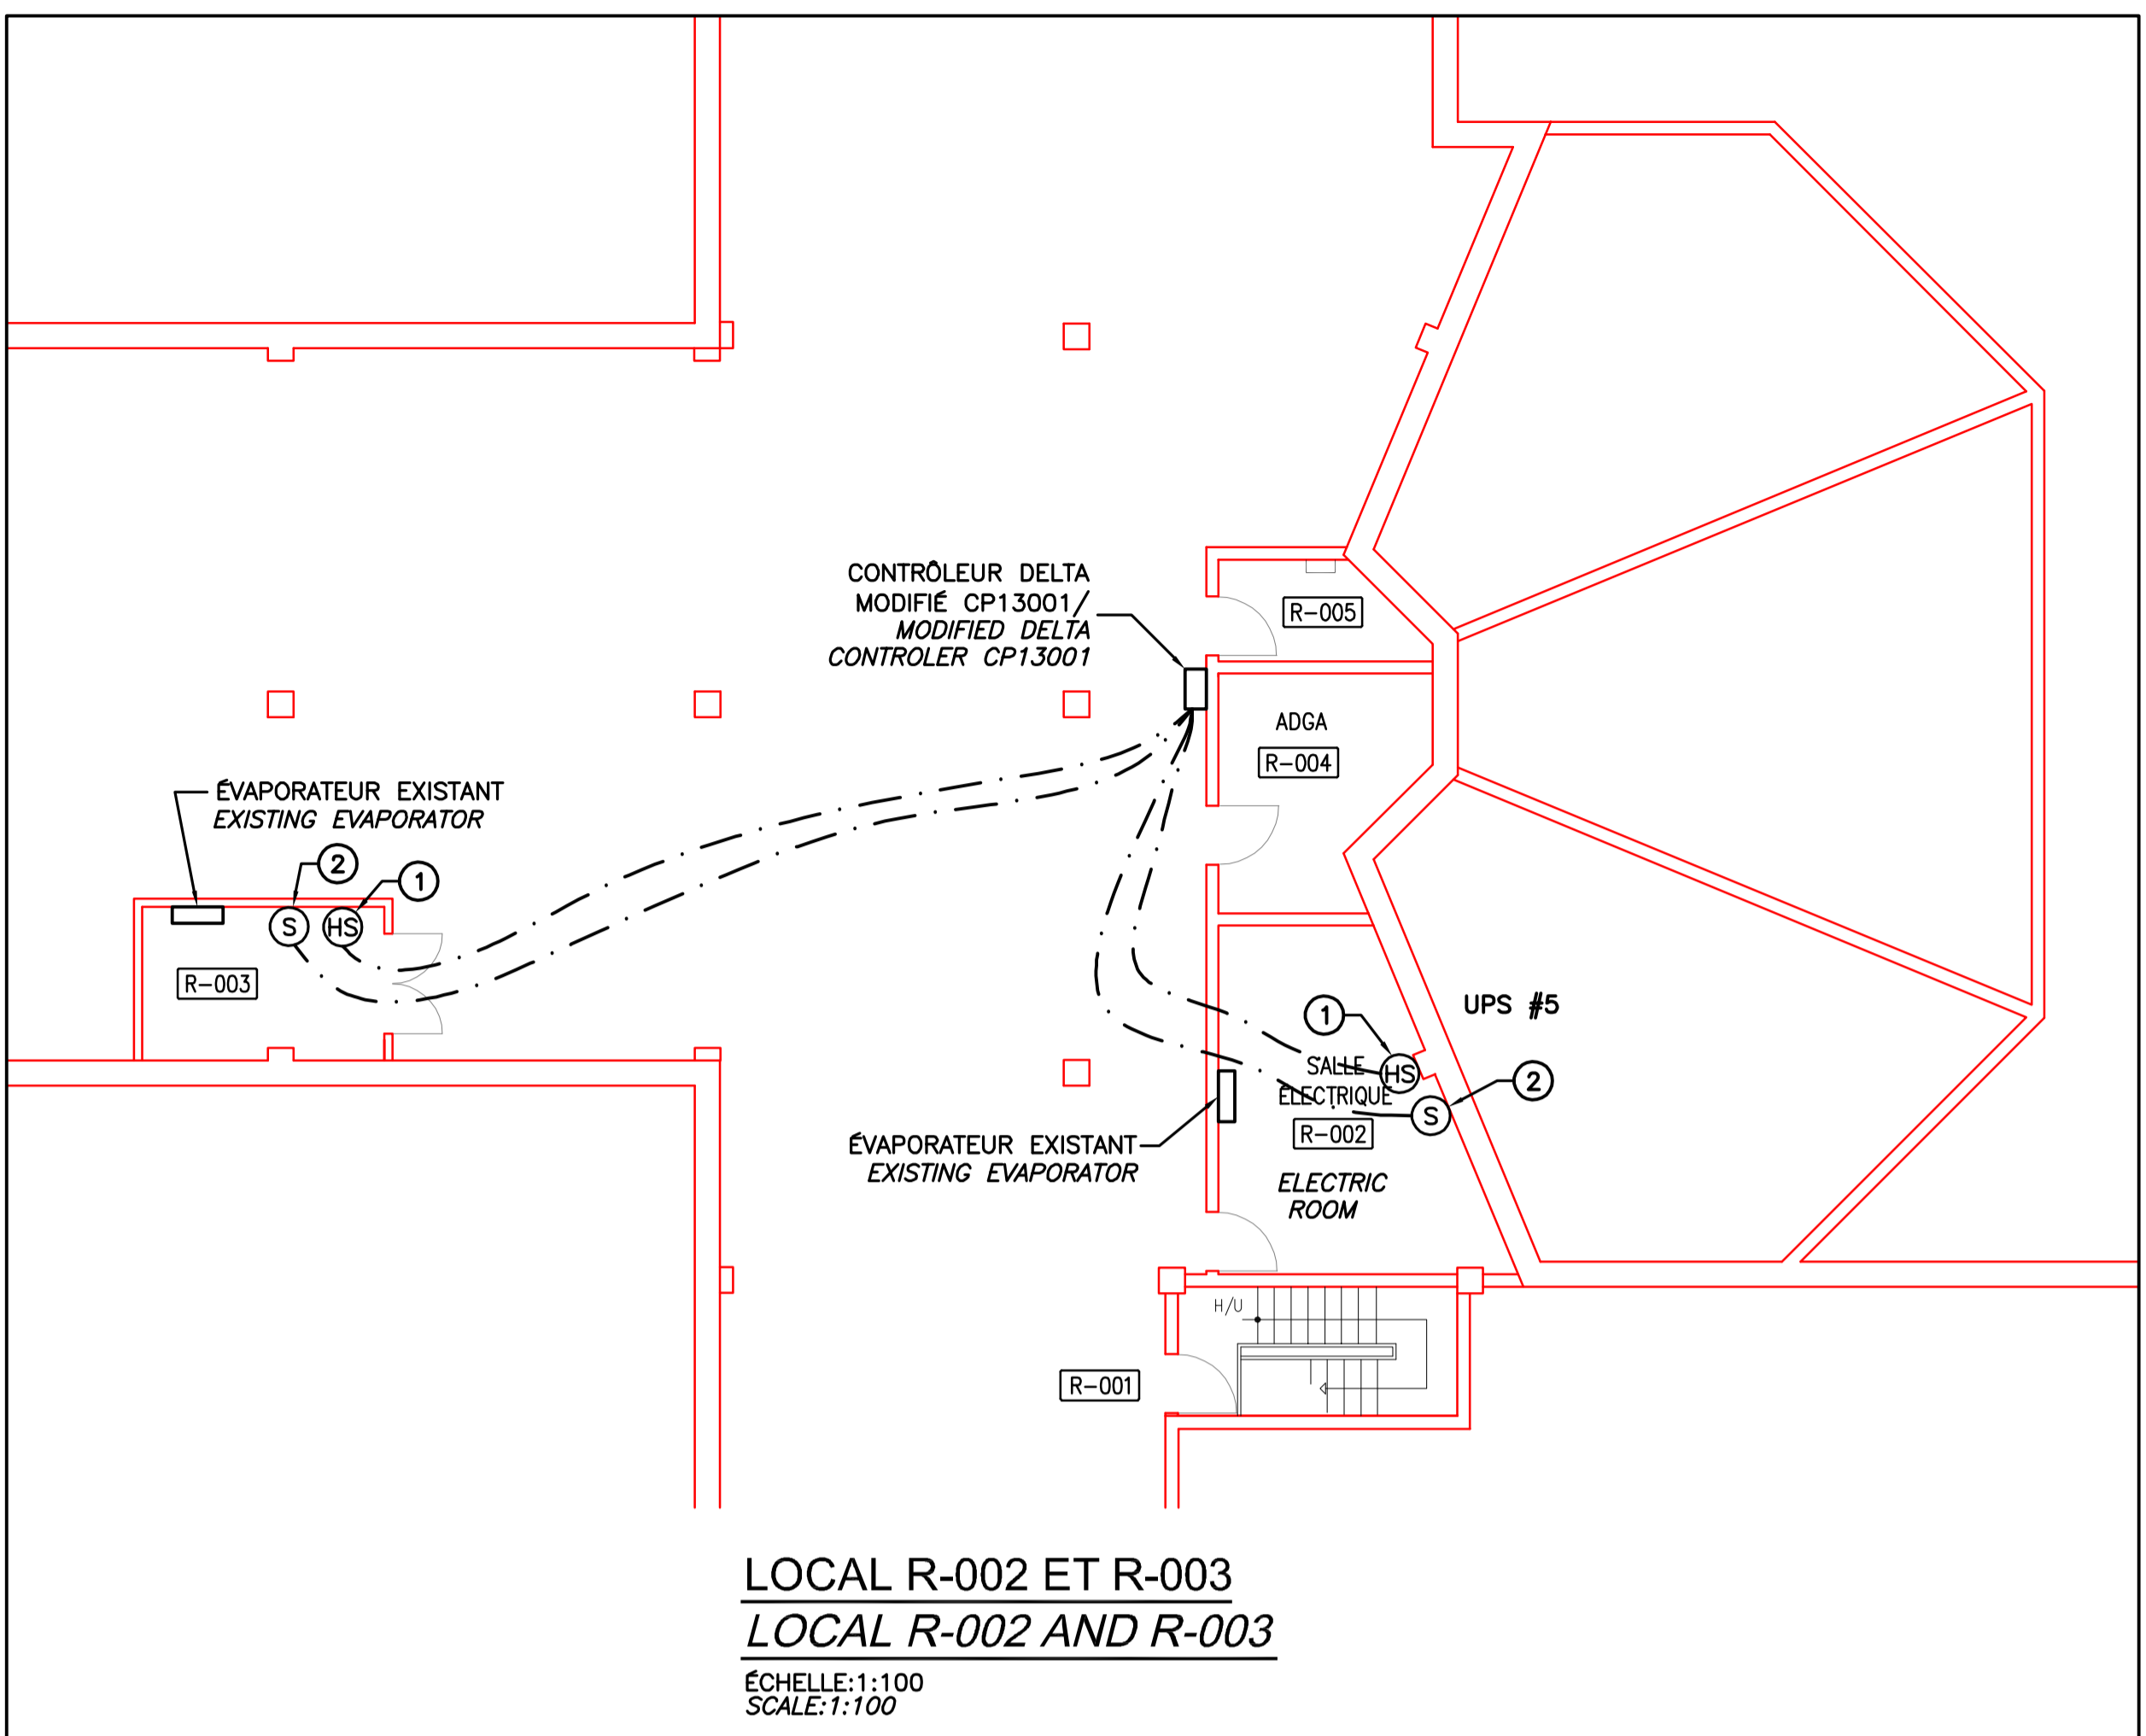 CONTRÔLEUR DELTA
MODIFIÉ CP13001/
MODIFIED DELTA
CONTROLER CP13001
R-005
ADGA
R-004
ÉVAPORATEUR EXISTANT
EXISTING EVAPORATOR
2
1
S
HS
R-003
UPS #5
1
SALLE
HS
2
ÉLECTRIQUE
S
R-002
ÉVAPORATEUR EXISTANT
EXISTING EVAPORATOR
ELECTRIC
ROOM
H/U
R-001
LOCAL R-002 ET R-003
LOCAL R-002 AND R-003
ÉCHELLE:1:100
SCALE:1:100